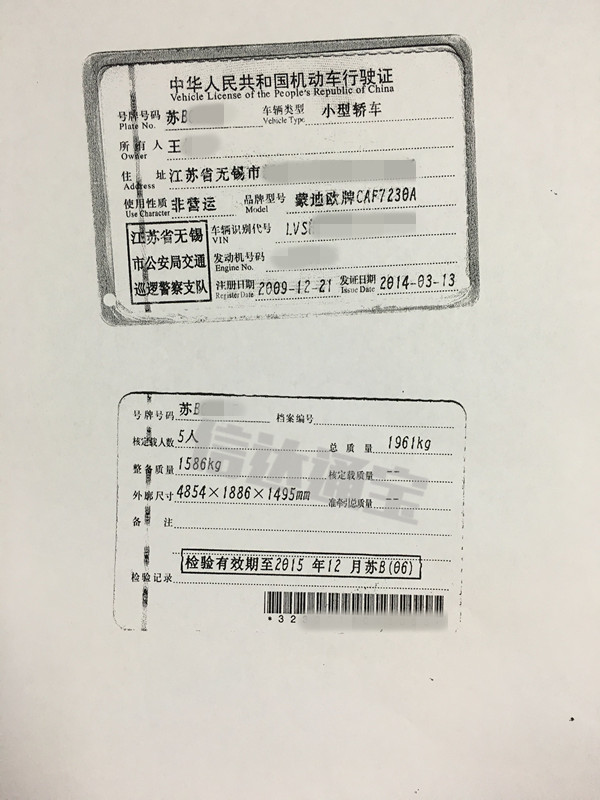 中华人民共和国机动车行驶证
Vehicle License of the People's Republic of China
号牌号码 苏B 车辆类型 小型轿车
Plate No. Vehicle Type
所有人 王
Owner
住址 江苏省无锡市
Address
使用性质 非营运 品牌型号 蒙迪欧牌CAF7230A
Use Character Model
江苏省无锡 车辆识别代号 LVS
市公安局交通 VIN
巡逻警察支队 发动机号码
Engine No.
注册日期 2009-12-21 发证日期 2014-03-13
Register Date Issue Date
号牌号码 苏B 档案编号
核定载人数 5人 总质量 1961kg
整备质量 1586kg 核定载质量 --
外廓尺寸 4854×1886×1495mm 准牵引总质量 --
备注
检验有效期至2015 年12 月苏B(06)
检验记录
*32
信达通宝